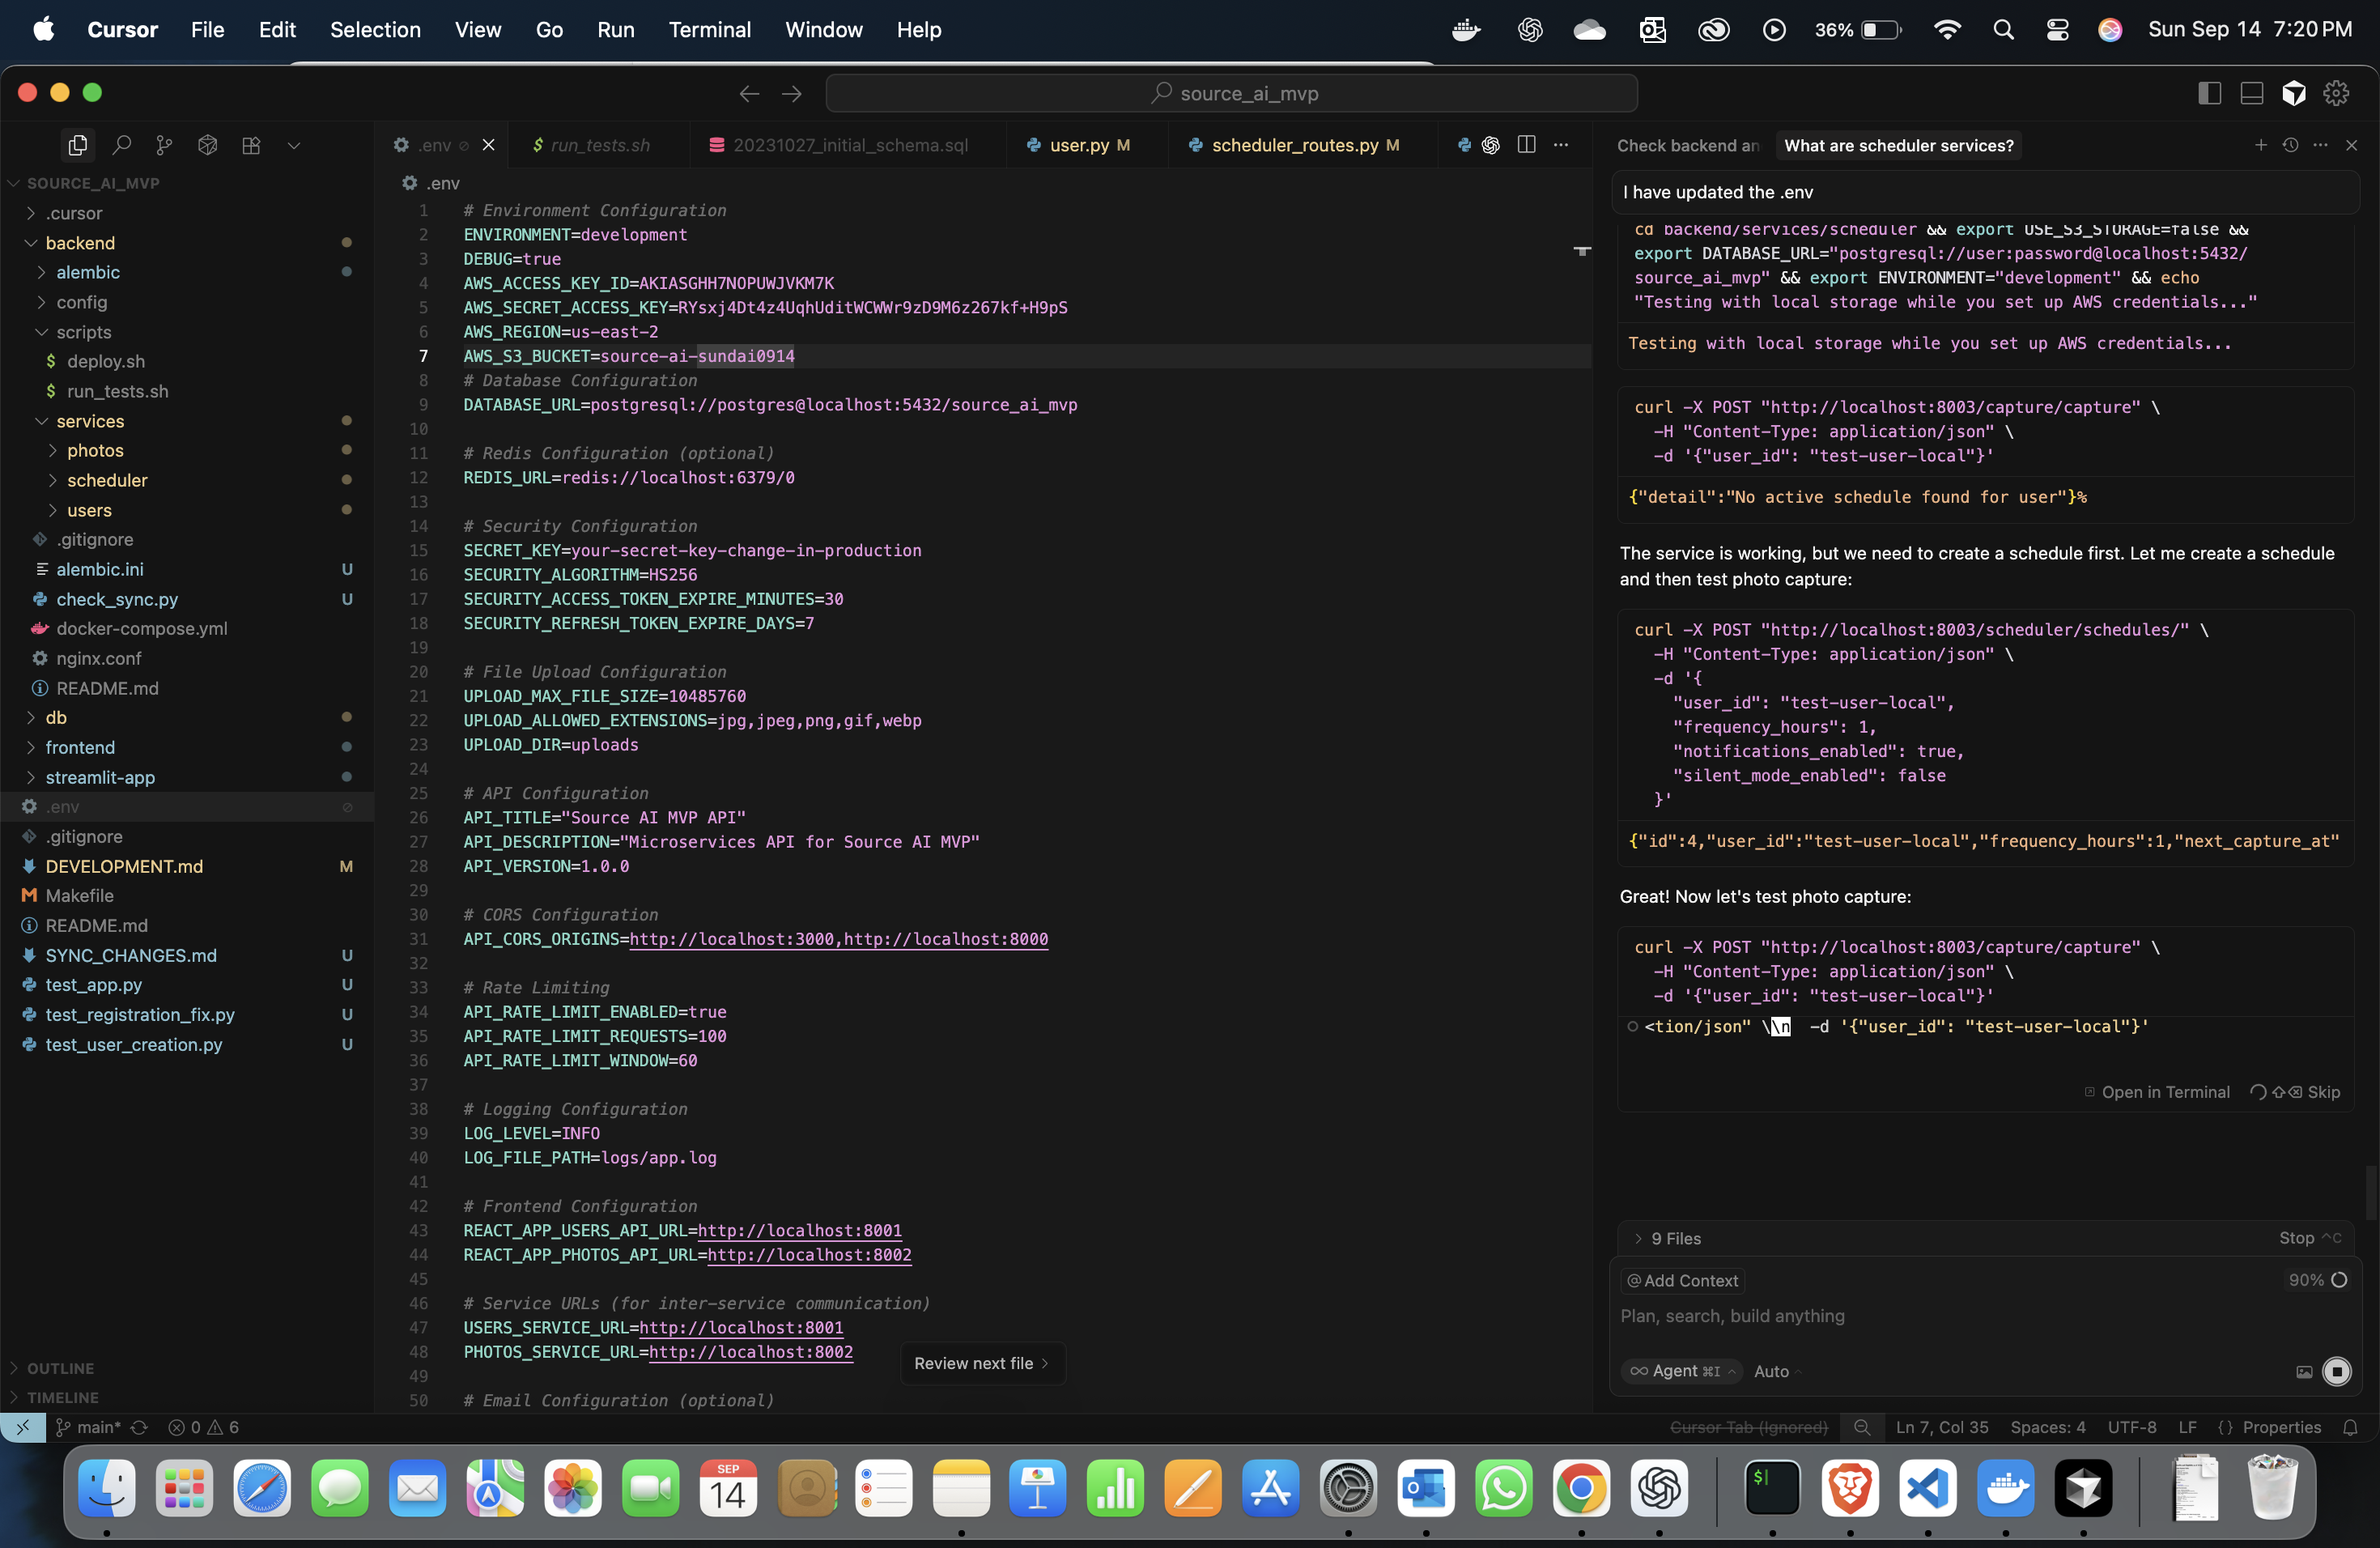 Cursor File Edit Selection View Go Run Terminal Window Help 36% Sun Sep 14 7:20 PM
source_ai_mvp
.env
run_tests.sh
20231027_initial_schema.sql
user.py M
scheduler_routes.py M
SOURCE_AI_MVP
.cursor
backend
alembic
config
scripts
$ deploy.sh
$ run_tests.sh
services
photos
scheduler
users
.gitignore
alembic.ini U
check_sync.py U
docker-compose.yml
nginx.conf
README.md
db
frontend
streamlit-app
.env
.gitignore
DEVELOPMENT.md M
Makefile
README.md
SYNC_CHANGES.md U
test_app.py U
test_registration_fix.py U
test_user_creation.py U
OUTLINE
TIMELINE
.env
1 # Environment Configuration
2 ENVIRONMENT=development
3 DEBUG=true
4 AWS_ACCESS_KEY_ID=AKIASGHH7NOPUWJVKM7K
5 AWS_SECRET_ACCESS_KEY=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
6 AWS_REGION=us-east-2
7 AWS_S3_BUCKET=source-ai-sundai0914
8 # Database Configuration
9 DATABASE_URL=postgresql://postgres@localhost:5432/source_ai_mvp
10
11 # Redis Configuration (optional)
12 REDIS_URL=redis://localhost:6379/0
13
14 # Security Configuration
15 SECRET_KEY=your-secret-key-change-in-production
16 SECURITY_ALGORITHM=HS256
17 SECURITY_ACCESS_TOKEN_EXPIRE_MINUTES=30
18 SECURITY_REFRESH_TOKEN_EXPIRE_DAYS=7
19
20 # File Upload Configuration
21 UPLOAD_MAX_FILE_SIZE=10485760
22 UPLOAD_ALLOWED_EXTENSIONS=jpg,jpeg,png,gif,webp
23 UPLOAD_DIR=uploads
24
25 # API Configuration
26 API_TITLE="Source AI MVP API"
27 API_DESCRIPTION="Microservices API for Source AI MVP"
28 API_VERSION=1.0.0
29
30 # CORS Configuration
31 API_CORS_ORIGINS=http://localhost:3000,http://localhost:8000
32
33 # Rate Limiting
34 API_RATE_LIMIT_ENABLED=true
35 API_RATE_LIMIT_REQUESTS=100
36 API_RATE_LIMIT_WINDOW=60
37
38 # Logging Configuration
39 LOG_LEVEL=INFO
40 LOG_FILE_PATH=logs/app.log
41
42 # Frontend Configuration
43 REACT_APP_USERS_API_URL=http://localhost:8001
44 REACT_APP_PHOTOS_API_URL=http://localhost:8002
45
46 # Service URLs (for inter-service communication)
47 USERS_SERVICE_URL=http://localhost:8001
48 PHOTOS_SERVICE_URL=http://localhost:8002
49
50 # Email Configuration (optional)
Review next file
Check backend an
What are scheduler services?
I have updated the .env
cd backend/services/scheduler && export USE_S3_STORAGE=false &&
export DATABASE_URL="postgresql://user:password@localhost:5432/
source_ai_mvp" && export ENVIRONMENT="development" && echo
"Testing with local storage while you set up AWS credentials..."
Testing with local storage while you set up AWS credentials...
curl -X POST "http://localhost:8003/capture/capture" \
-H "Content-Type: application/json" \
-d '{"user_id": "test-user-local"}'
{"detail":"No active schedule found for user"}%
The service is working, but we need to create a schedule first. Let me create a schedule
and then test photo capture:
curl -X POST "http://localhost:8003/scheduler/schedules/" \
-H "Content-Type: application/json" \
-d '{
"user_id": "test-user-local",
"frequency_hours": 1,
"notifications_enabled": true,
"silent_mode_enabled": false
}'
{"id":4,"user_id":"test-user-local","frequency_hours":1,"next_capture_at"
Great! Now let's test photo capture:
curl -X POST "http://localhost:8003/capture/capture" \
-H "Content-Type: application/json" \
-d '{"user_id": "test-user-local"}'
<tion/json" \\n -d '{"user_id": "test-user-local"}'
Open in Terminal Skip
9 Files Stop ^C
@ Add Context 90%
Plan, search, build anything
Agent ⌘I Auto
main* 0 6 Cursor Tab (Ignored) Ln 7, Col 35 Spaces: 4 UTF-8 LF {} Properties
SEP
14
$